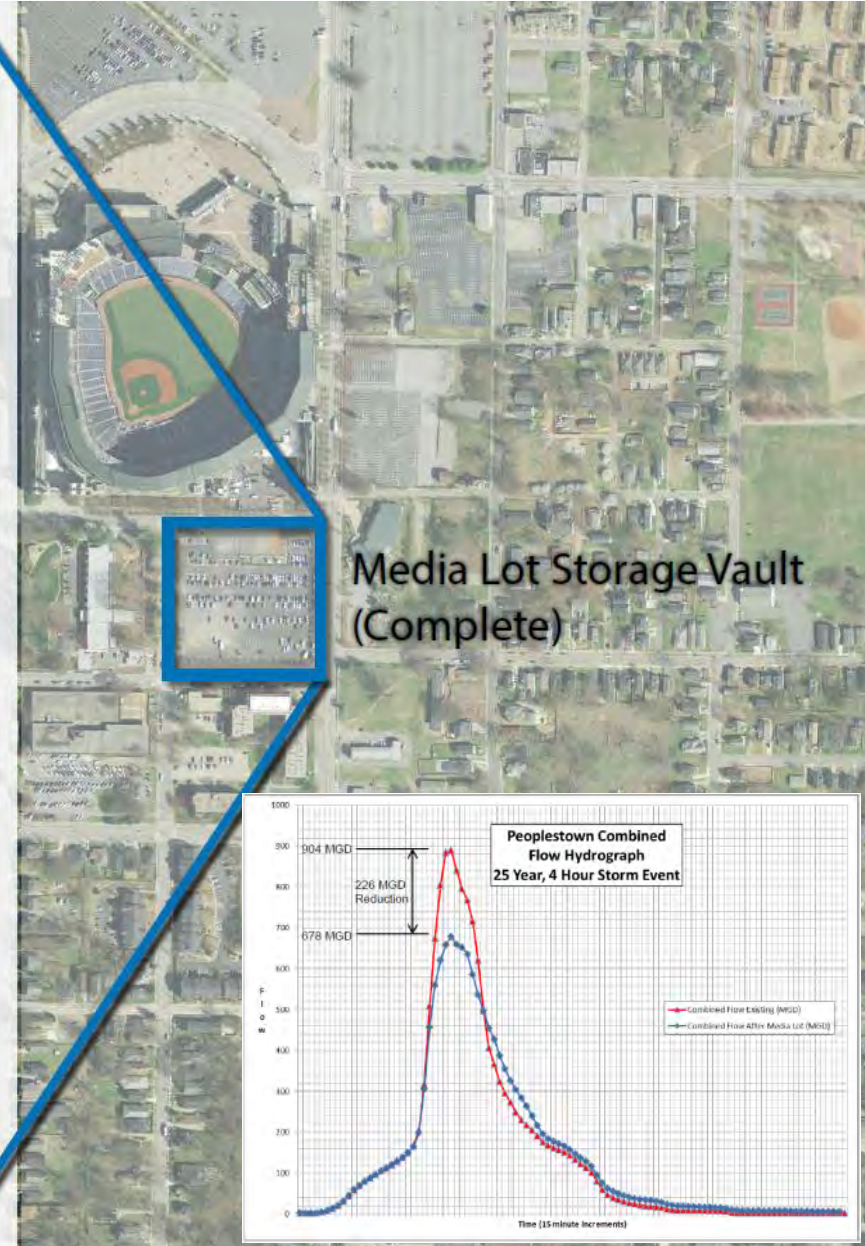 Media Lot Storage Vault
(Complete)
Peoplestown Combined
Flow Hydrograph
25 Year, 4 Hour Storm Event
1000
900
800
700
600
500
400
300
200
100
0
904 MGD
226 MGD
Reduction
678 MGD
F
l
o
w
Combined Flow Existing (MGD)
Combined Flow After Media Lot (MGD)
Time (15 minute increments)